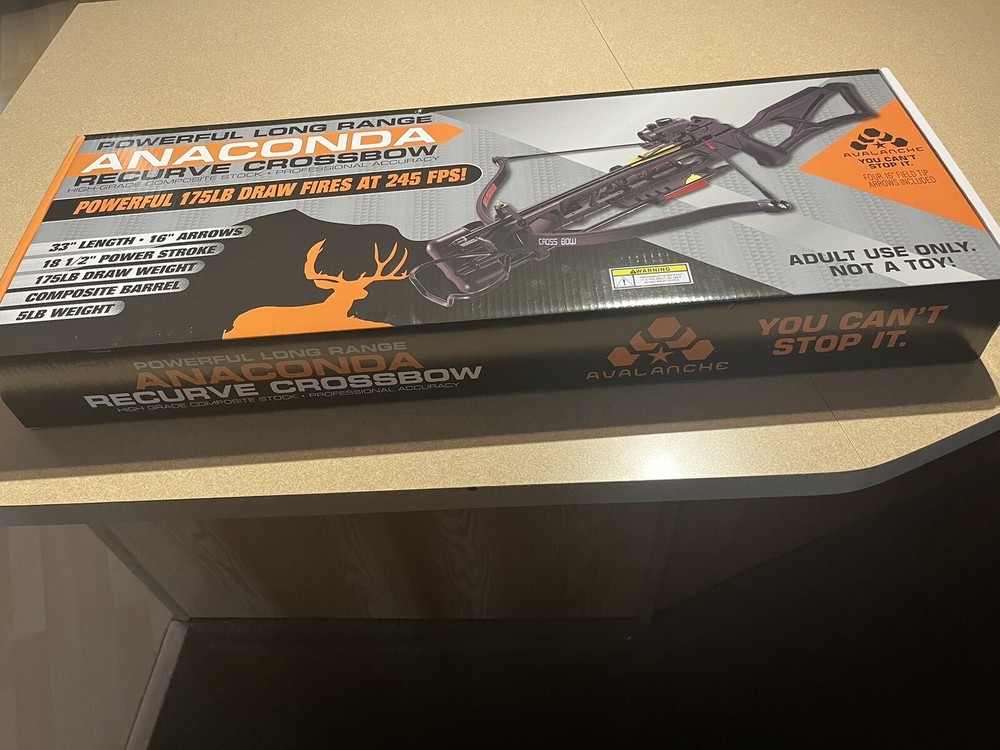 POWERFUL LONG RANGE
ANACONDA
RECURVE CROSSBOW
HIGH GRADE COMPOSITE STOCK • PROFESSIONAL ACCURACY
POWERFUL 175LB DRAW FIRES AT 245 FPS!
33" LENGTH • 16" ARROWS
18 1/2" POWER STROKE
175LB DRAW WEIGHT
COMPOSITE BARREL
5LB WEIGHT
CROSS BOW
WARNING
AVALANCHE
YOU CAN'T
STOP IT.
FOUR 16" FIELD TIP
ARROWS INCLUDED
ADULT USE ONLY.
NOT A TOY!
POWERFUL LONG RANGE
ANACONDA
RECURVE CROSSBOW
HIGH GRADE COMPOSITE STOCK • PROFESSIONAL ACCURACY
AVALANCHE
YOU CAN'T
STOP IT.